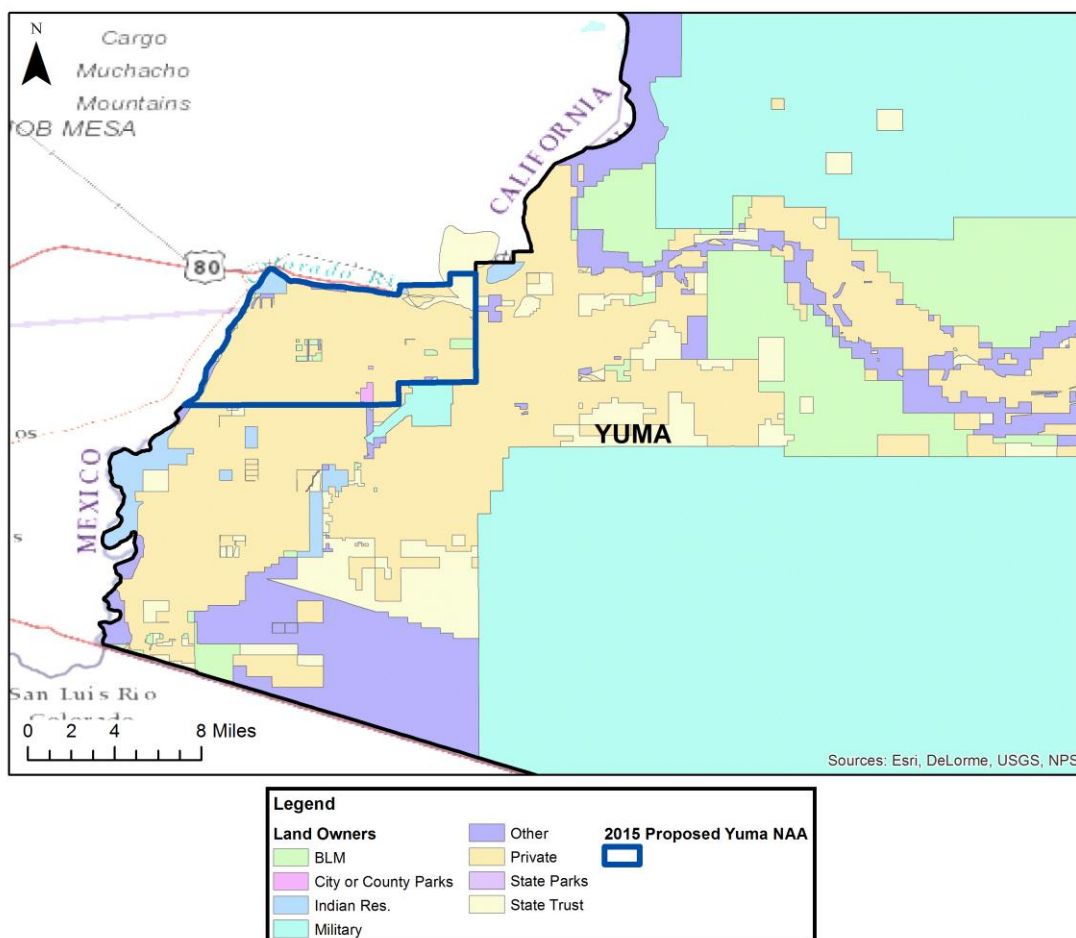 N
Cargo
Muchacho
Mountains
OB MESA
CALIFORNIA
80
YUMA
MEXICO
os
s
San Luis Rio
Colorado
0 2 4 8 Miles
Sources: Esri, DeLorme, USGS, NPS
Legend
Land Owners
BLM
City or County Parks
Indian Res.
Military
Other
Private
State Parks
State Trust
2015 Proposed Yuma NAA